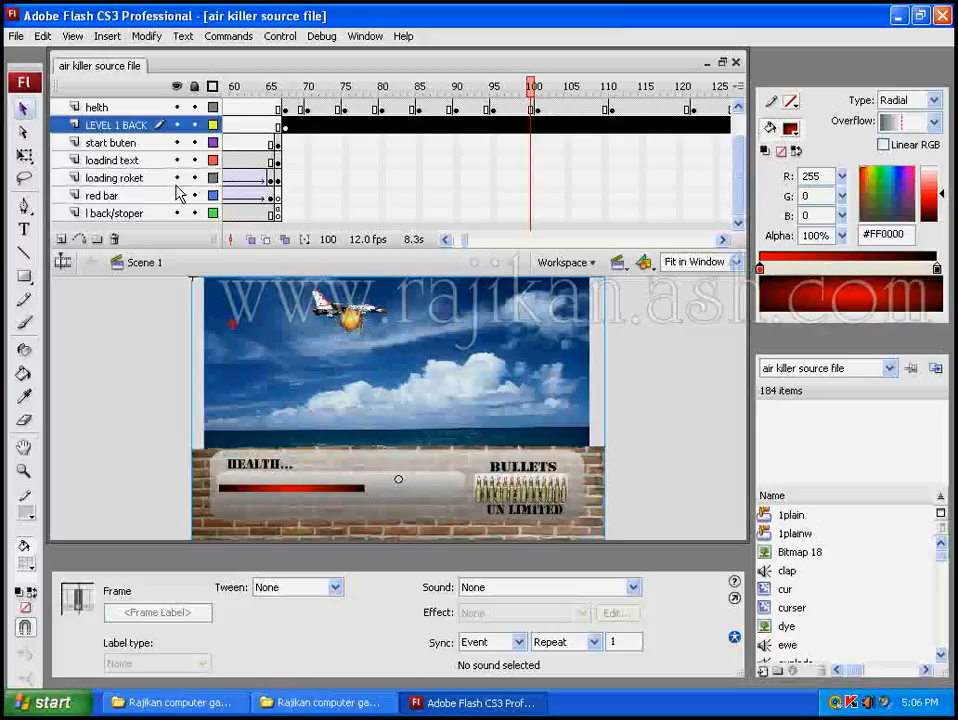 Adobe Flash CS3 Professional - [air killer source file]
File Edit View Insert Modify Text Commands Control Debug Window Help
air killer source file
60 65 70 75 80 85 90 95 100 105 110 115 120 125
helth
LEVEL 1 BACK
start buten
loadind text
loading roket
red bar
l back/stoper
100 12.0 fps 8.3s
Scene 1
Workspace
Fit in Window
www.rajikan.ash.com
HEALTH...
BULLETS
UN LIMITED
Frame
<Frame Label>
Label type:
Name
Tween: None
Sound: None
Effect: None Edit...
Sync: Event Repeat 1
No sound selected
Type: Radial
Overflow:
Linear RGB
R: 255
G: 0
B: 0
Alpha: 100% #FF0000
air killer source file
184 items
Name
1plain
1plainw
Bitmap 18
clap
cur
curser
dye
ewe
start
Rajikan computer ga...
Rajikan computer ga...
Adobe Flash CS3 Prof...
5:06 PM